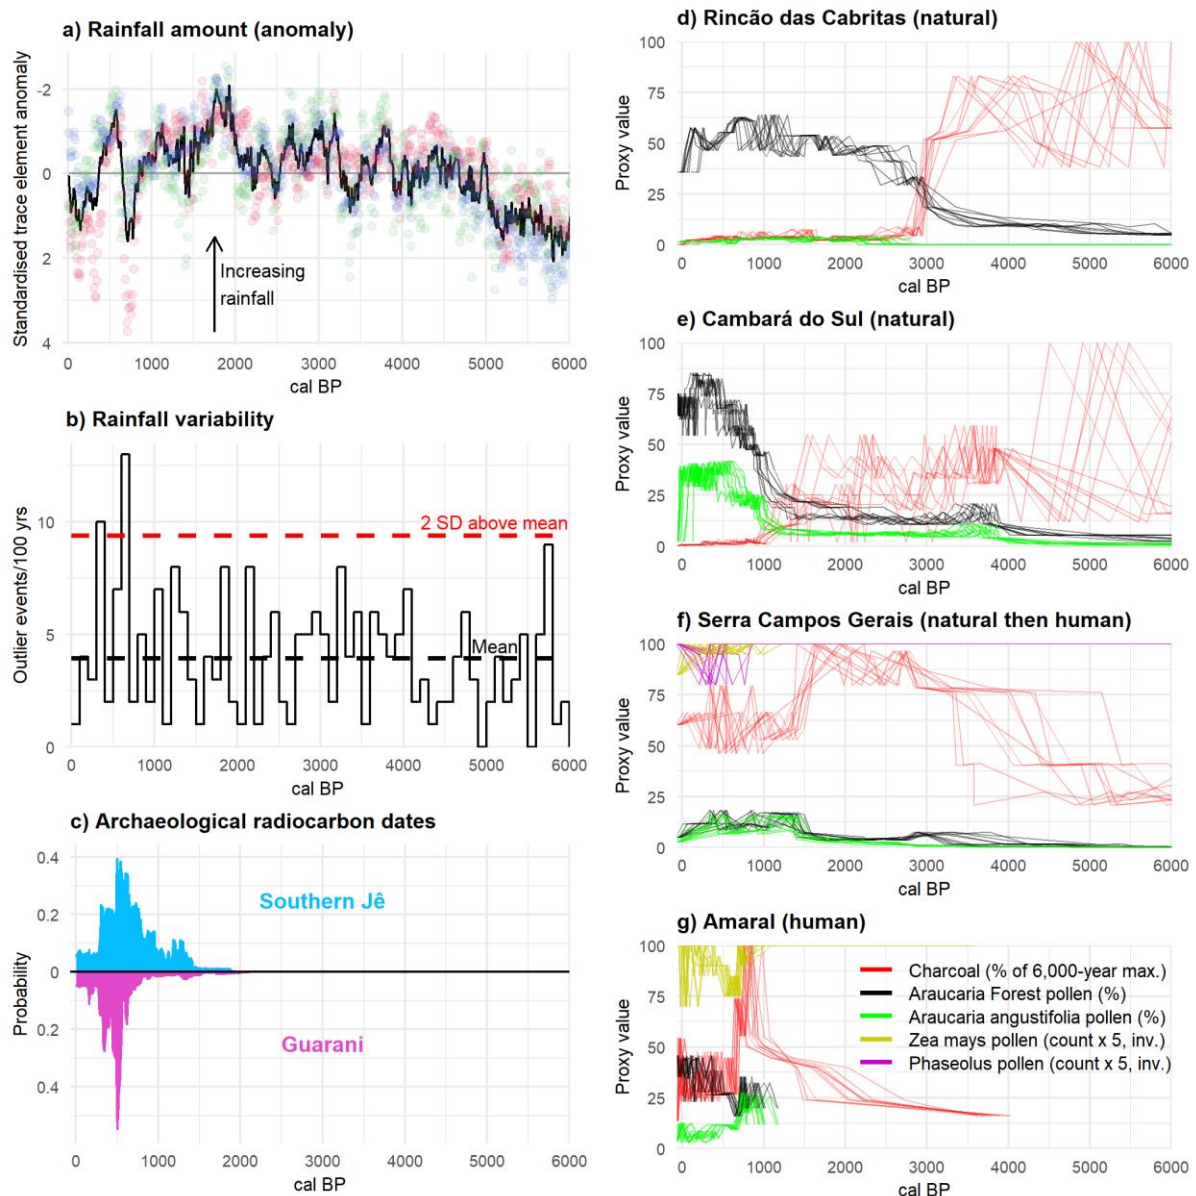 a) Rainfall amount (anomaly)
Standardised trace element anomaly
-2
0
2
4
Increasing
rainfall
0 1000 2000 3000 4000 5000 6000
cal BP
b) Rainfall variability
Outlier events/100 yrs
10
5
0
2 SD above mean
Mean
0 1000 2000 3000 4000 5000 6000
cal BP
c) Archaeological radiocarbon dates
Probability
0.4
0.2
0
0.2
0.4
Southern Jê
Guarani
0 1000 2000 3000 4000 5000 6000
cal BP
d) Rincão das Cabritas (natural)
Proxy value
100
75
50
25
0
0 1000 2000 3000 4000 5000 6000
cal BP
e) Cambará do Sul (natural)
Proxy value
100
75
50
25
0
0 1000 2000 3000 4000 5000 6000
cal BP
f) Serra Campos Gerais (natural then human)
Proxy value
100
75
50
25
0
0 1000 2000 3000 4000 5000 6000
cal BP
g) Amaral (human)
Proxy value
100
75
50
25
0
Charcoal (% of 6,000-year max.)
Araucaria Forest pollen (%)
Araucaria angustifolia pollen (%)
Zea mays pollen (count x 5, inv.)
Phaseolus pollen (count x 5, inv.)
0 1000 2000 3000 4000 5000 6000
cal BP